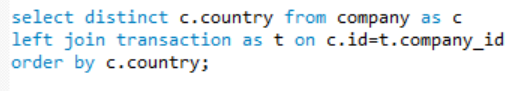 select distinct c.country from company as c
left join transaction as t on c.id=t.company_id
order by c.country;